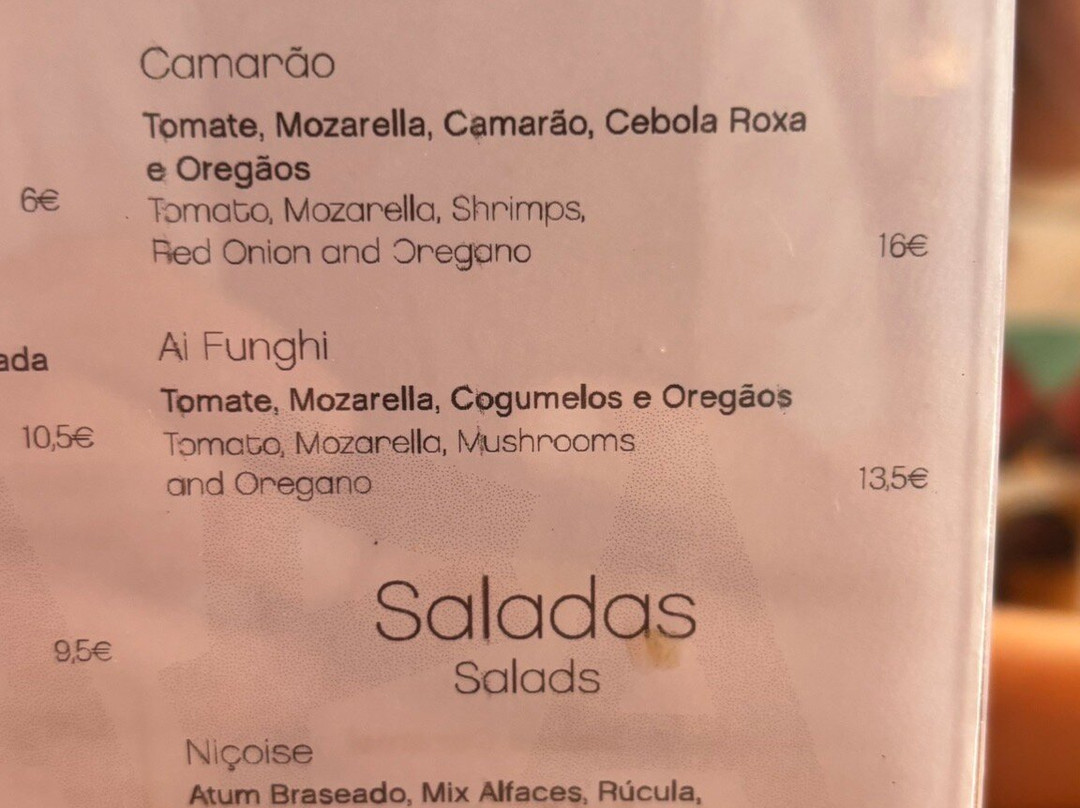 Camarão
Tomate, Mozarella, Camarão, Cebola Roxa
e Oregãos
6€
Tomato, Mozarella, Shrimps,
Red Onion and Oregano
16€
Ai Funghi
ada
Tomate, Mozarella, Cogumelos e Oregãos
10,5€
Tomato, Mozarella, Mushrooms
and Oregano
13,5€
Saladas
9,5€
Salads
Niçoise
Atum Braseado, Mix Alfaces, Rúcula,